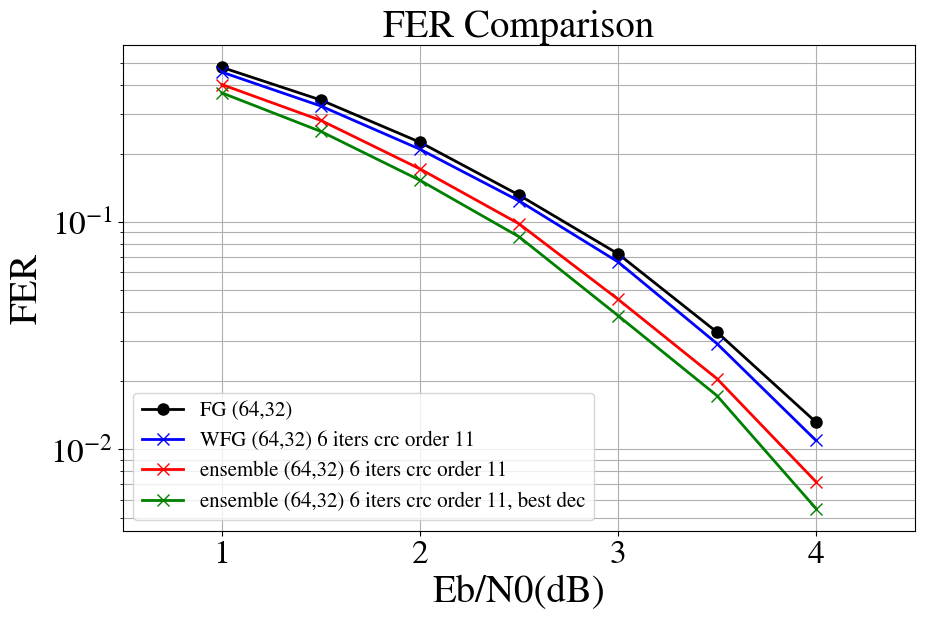 FER Comparison
FER
10⁻¹
10⁻²
FG (64,32)
WFG (64,32) 6 iters crc order 11
ensemble (64,32) 6 iters crc order 11
ensemble (64,32) 6 iters crc order 11, best dec
1 2 3 4
Eb/N0(dB)